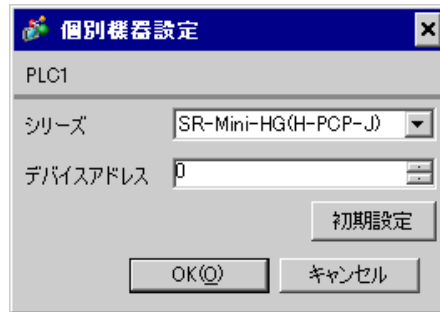 個別機器設定
PLC1
シリーズ SR-Mini-HG(H-PCP-J)
デバイスアドレス 0
初期設定
OK(O) キャンセル